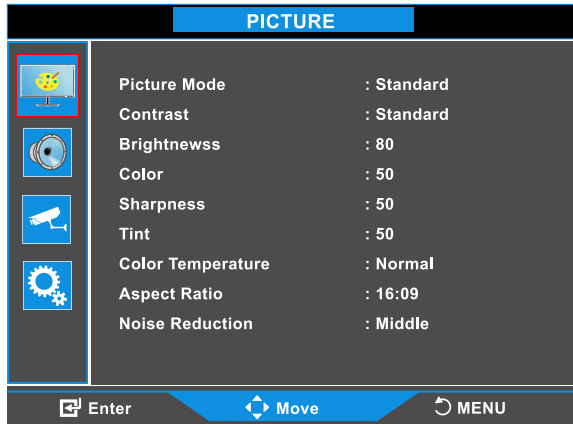 PICTURE
Picture Mode : Standard
Contrast : Standard
Brightnewss : 80
Color : 50
Sharpness : 50
Tint : 50
Color Temperature : Normal
Aspect Ratio : 16:09
Noise Reduction : Middle
Enter Move MENU